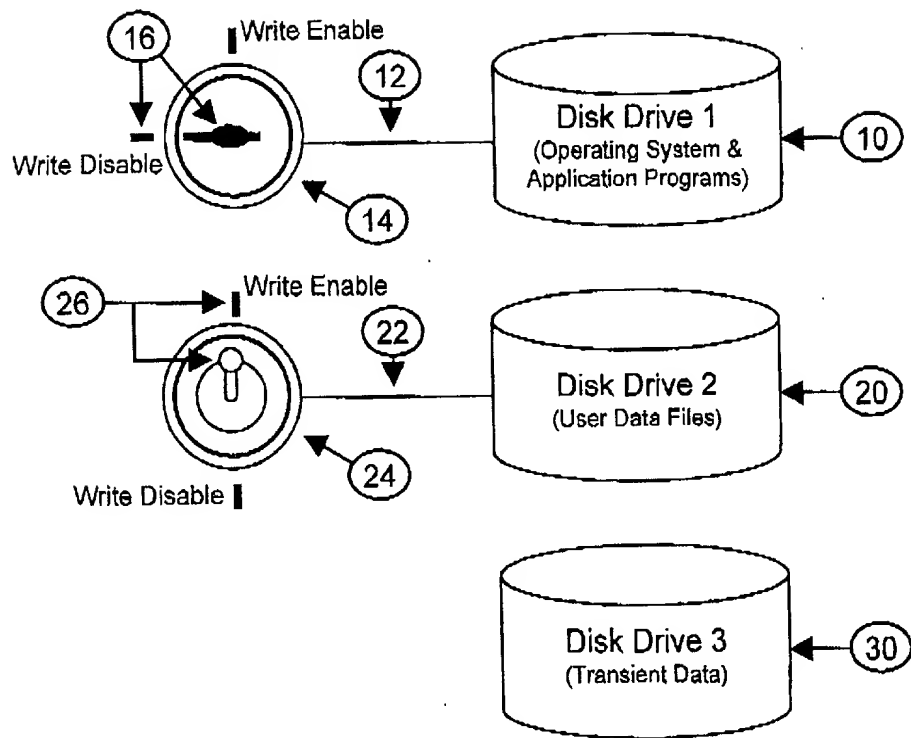 16
Write Enable
12
Disk Drive 1
(Operating System &
Application Programs)
10
Write Disable
14
26
Write Enable
22
Disk Drive 2
(User Data Files)
20
24
Write Disable
Disk Drive 3
(Transient Data)
30